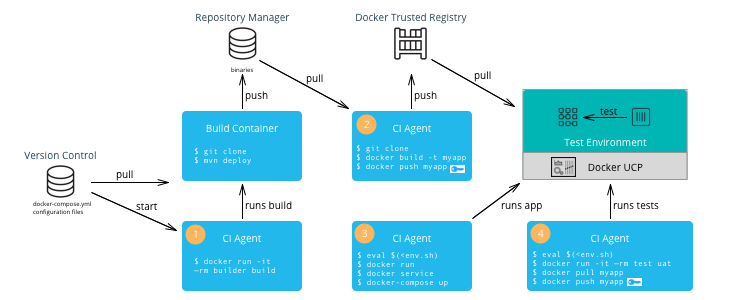 Repository Manager
Docker Trusted Registry
binaries
pull
pull
push
push
Build Container
$ git clone
$ mvn deploy
2
CI Agent
$ git clone
$ docker build -t myapp
$ docker push myapp
test
Test Environment
Docker UCP
Version Control
docker-compose.yml
configuration files
pull
start
runs build
runs app
runs tests
1
CI Agent
$ docker run -it
—rm builder build
3
CI Agent
$ eval $(<env.sh)
$ docker run
$ docker service
$ docker-compose up
4
CI Agent
$ eval $(<env.sh)
$ docker run -it —rm test uat
$ docker pull myapp
$ docker push myapp